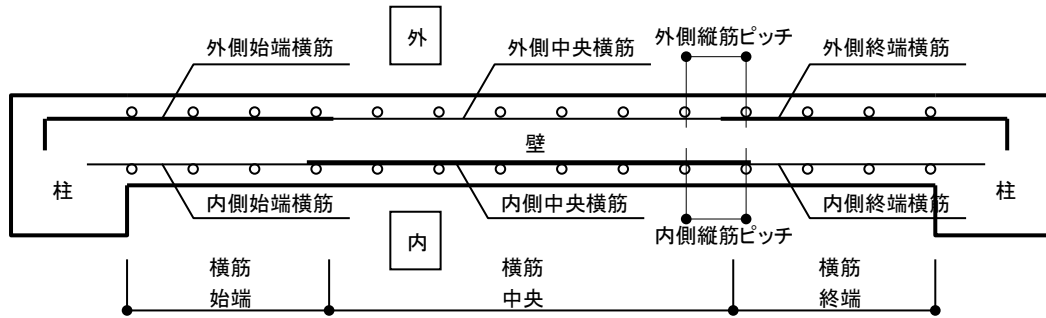 外
外側始端横筋
外側中央横筋
外側縦筋ピッチ
外側終端横筋
壁
柱
柱
内側始端横筋
内側中央横筋
内側終端横筋
内側縦筋ピッチ
内
横筋
始端
横筋
中央
横筋
終端